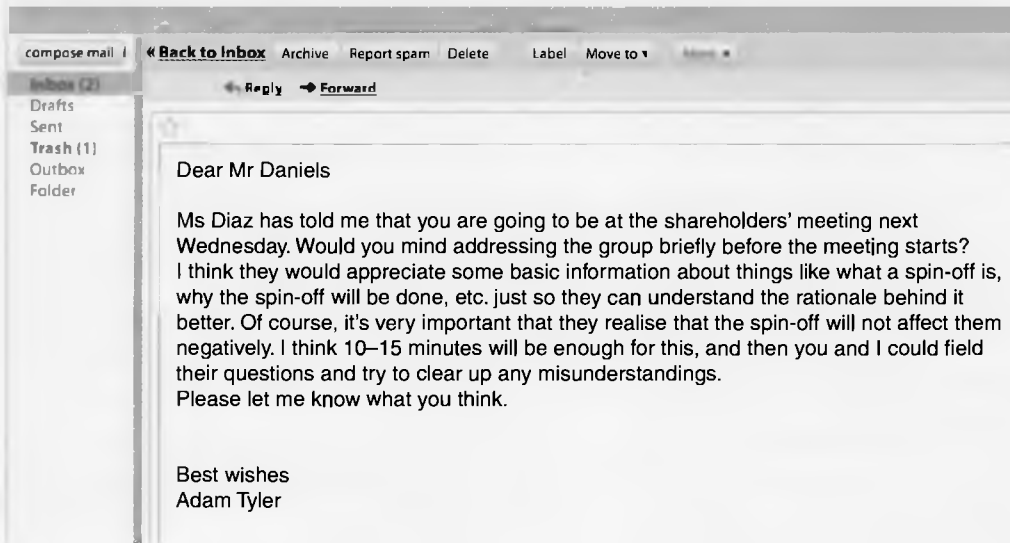 compose mail
«Back to Inbox Archive Report spam Delete Label Move to
Inbox (2)
Reply Forward
Drafts
Sent
Trash (1)
Outbox
Folder
Dear Mr Daniels
Ms Diaz has told me that you are going to be at the shareholders' meeting next
Wednesday. Would you mind addressing the group briefly before the meeting starts?
I think they would appreciate some basic information about things like what a spin-off is,
why the spin-off will be done, etc. just so they can understand the rationale behind it
better. Of course, it's very important that they realise that the spin-off will not affect them
negatively. I think 10–15 minutes will be enough for this, and then you and I could field
their questions and try to clear up any misunderstandings.
Please let me know what you think.
Best wishes
Adam Tyler